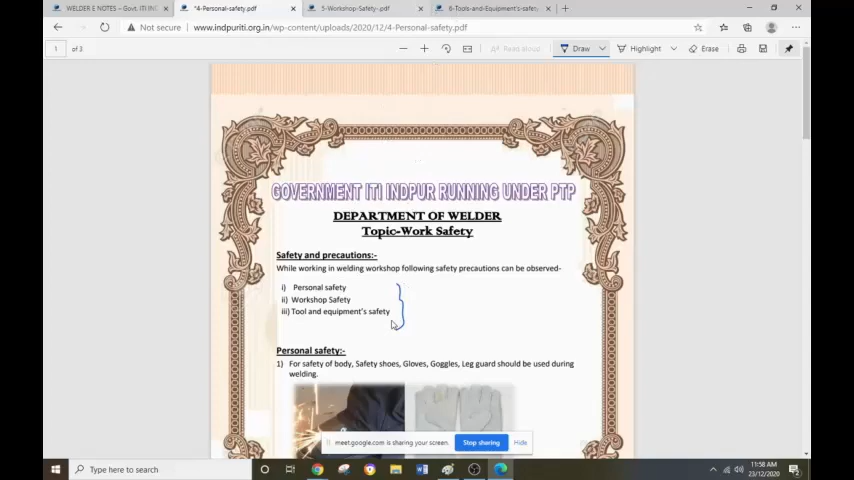 WELDER E NOTES – Govt. ITI IND
*4-Personal-safety.pdf
5-Workshop-Safety-.pdf
6-Tools-and-Equipment's-safety-
Not secure
www.indpuriti.org.in/wp-content/uploads/2020/12/4-Personal-safety.pdf
1 of 3
Read aloud
Draw
Highlight
Erase
GOVERNMENT ITI INDPUR RUNNING UNDER PTP
DEPARTMENT OF WELDER
Topic-Work Safety
Safety and precautions:-
While working in welding workshop following safety precautions can be observed-
i) Personal safety
ii) Workshop Safety
iii) Tool and equipment's safety
Personal safety:-
1) For safety of body, Safety shoes, Gloves, Goggles, Leg guard should be used during
welding.
meet.google.com is sharing your screen.
Stop sharing
Hide
Type here to search
11:58 AM
23/12/2020